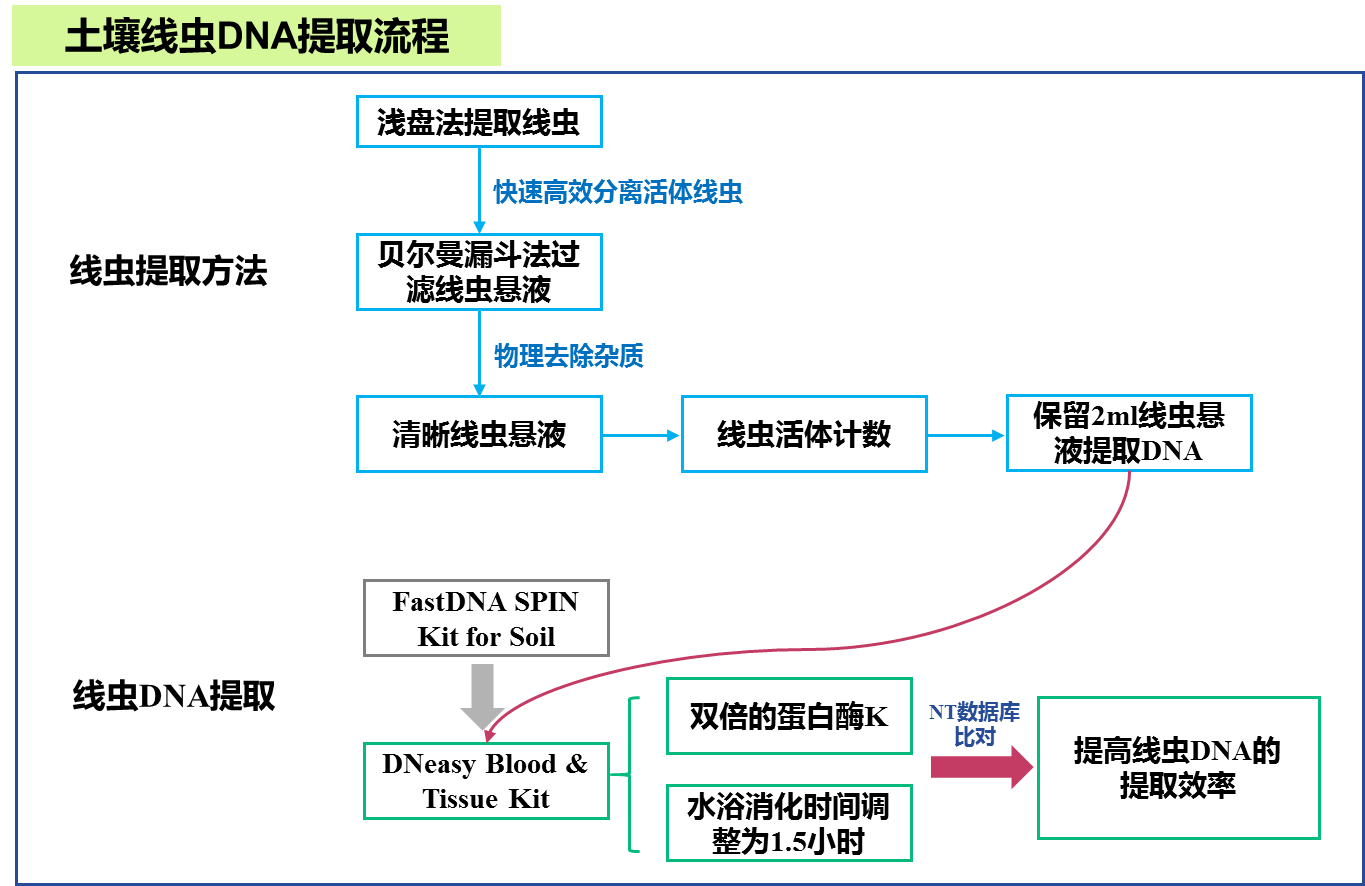 土壤线虫DNA提取流程
浅盘法提取线虫
快速高效分离活体线虫
线虫提取方法
贝尔曼漏斗法过
滤线虫悬液
物理去除杂质
清晰线虫悬液
线虫活体计数
保留2ml线虫悬
液提取DNA
线虫DNA提取
FastDNA SPIN
Kit for Soil
DNeasy Blood &
Tissue Kit
双倍的蛋白酶K
水浴消化时间调
整为1.5小时
NT数据库
比对
提高线虫DNA的
提取效率